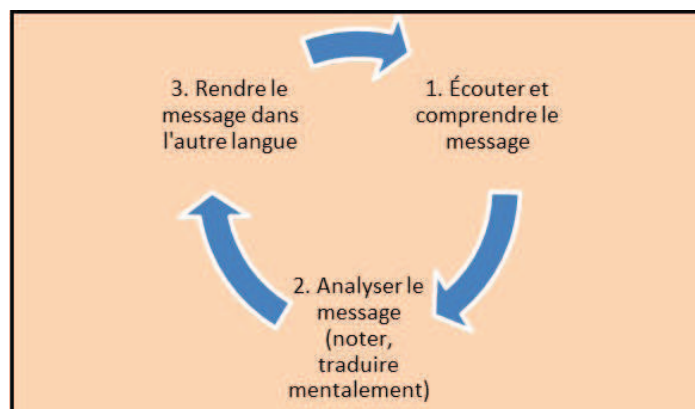 1. Écouter et
comprendre le
message
2. Analyser le
message
(noter,
traduire
mentalement)
3. Rendre le
message dans
l'autre langue